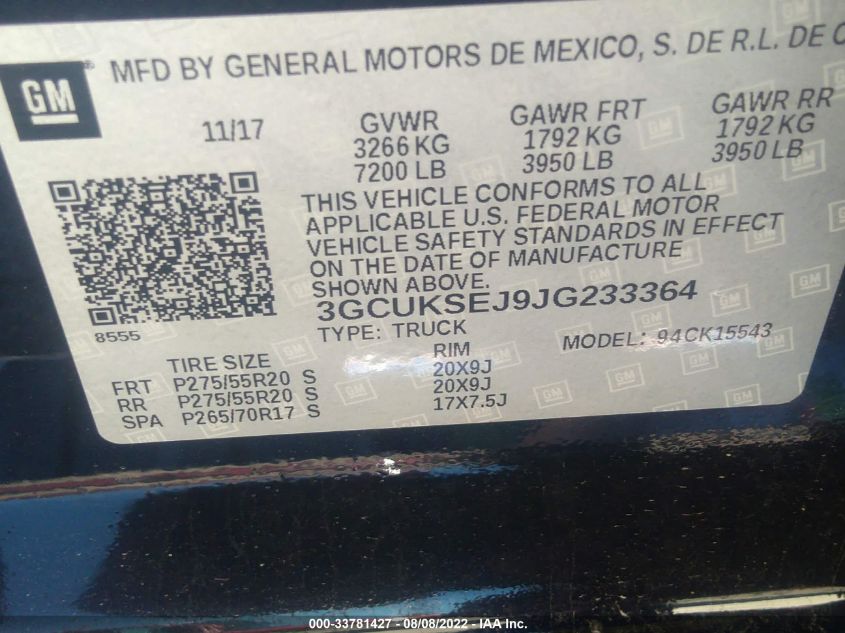 MFD BY GENERAL MOTORS DE MEXICO, S. DE R.L. DE C
GM
11/17
GVWR GAWR FRT GAWR RR
3266 KG 1792 KG 1792 KG
7200 LB 3950 LB 3950 LB
THIS VEHICLE CONFORMS TO ALL
APPLICABLE U.S. FEDERAL MOTOR
VEHICLE SAFETY STANDARDS IN EFFECT
ON THE DATE OF MANUFACTURE
SHOWN ABOVE.
3GCUKSEJ9JG233364
8555
TYPE: TRUCK MODEL: 94CK15543
TIRE SIZE RIM
FRT P275/55R20 S 20X9J
RR P275/55R20 S 20X9J
SPA P265/70R17 S 17X7.5J
000-33781427 - 08/08/2022 - IAA Inc.